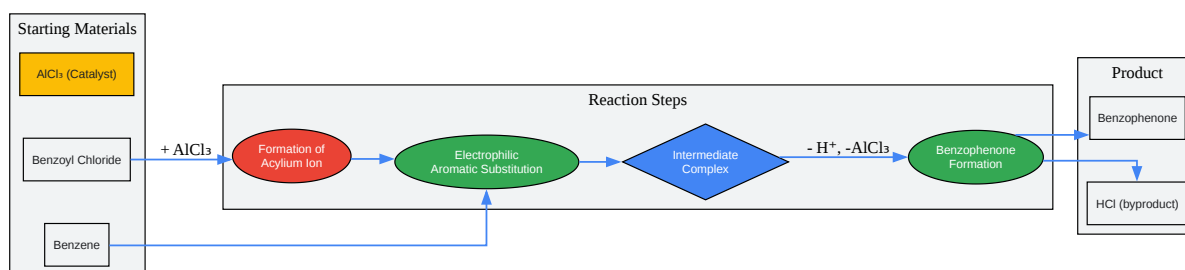 Starting Materials
AlCl₃ (Catalyst)
Benzoyl Chloride
Benzene
+ AlCl₃
Reaction Steps
Formation of
Acylium Ion
Electrophilic
Aromatic Substitution
Intermediate
Complex
- H⁺, -AlCl₃
Benzophenone
Formation
Product
Benzophenone
HCl (byproduct)